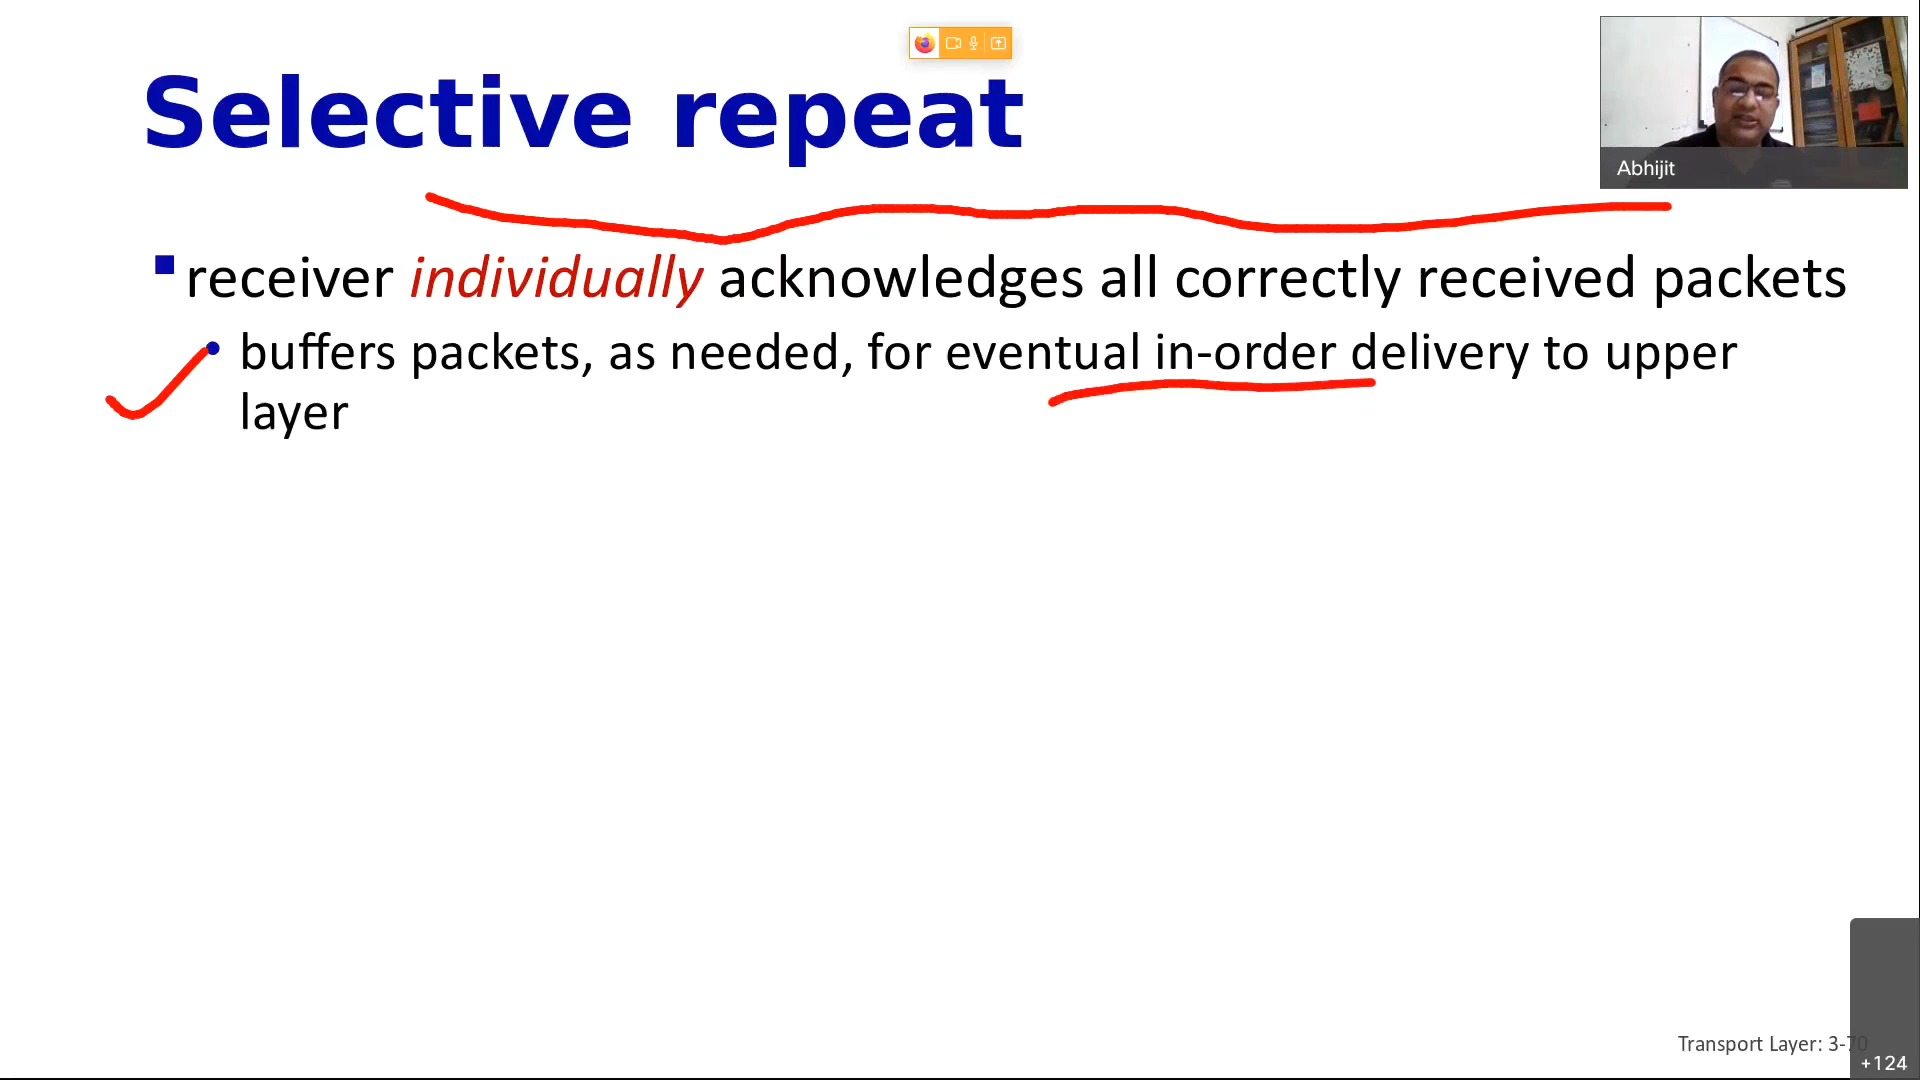 Selective repeat
Abhijit
receiver individually acknowledges all correctly received packets
buffers packets, as needed, for eventual in-order delivery to upper
layer
Transport Layer: 3-70
+124